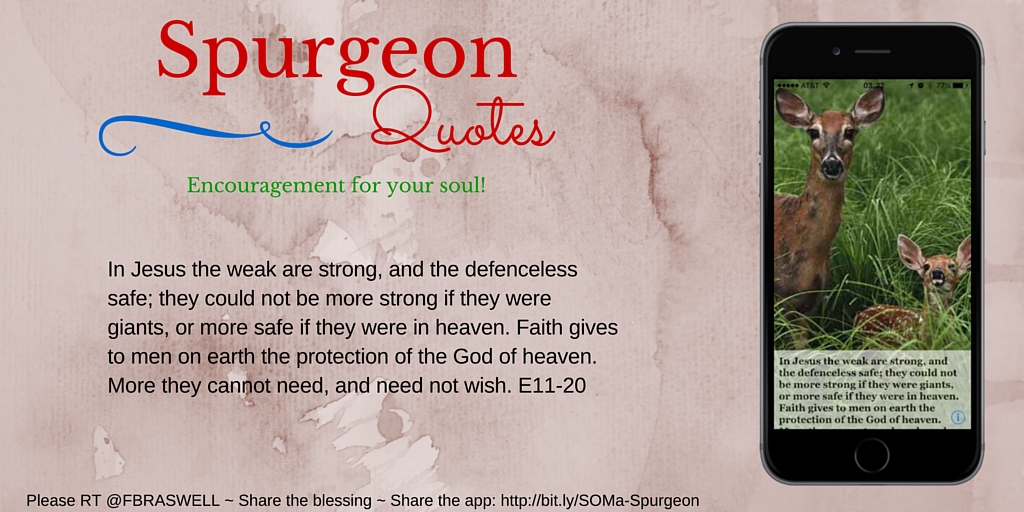 Spurgeon
Quotes
Encouragement for your soul!
In Jesus the weak are strong, and the defenceless
safe; they could not be more strong if they were
giants, or more safe if they were in heaven. Faith gives
to men on earth the protection of the God of heaven.
More they cannot need, and need not wish. E11-20
Please RT @FBRASWELL ~ Share the blessing ~ Share the app: http://bit.ly/SOMa-Spurgeon
AT&T 77%
In Jesus the weak are strong, and
the defenceless safe; they could not
be more strong if they were giants,
or more safe if they were in heaven.
Faith gives to men on earth the
protection of the God of heaven.